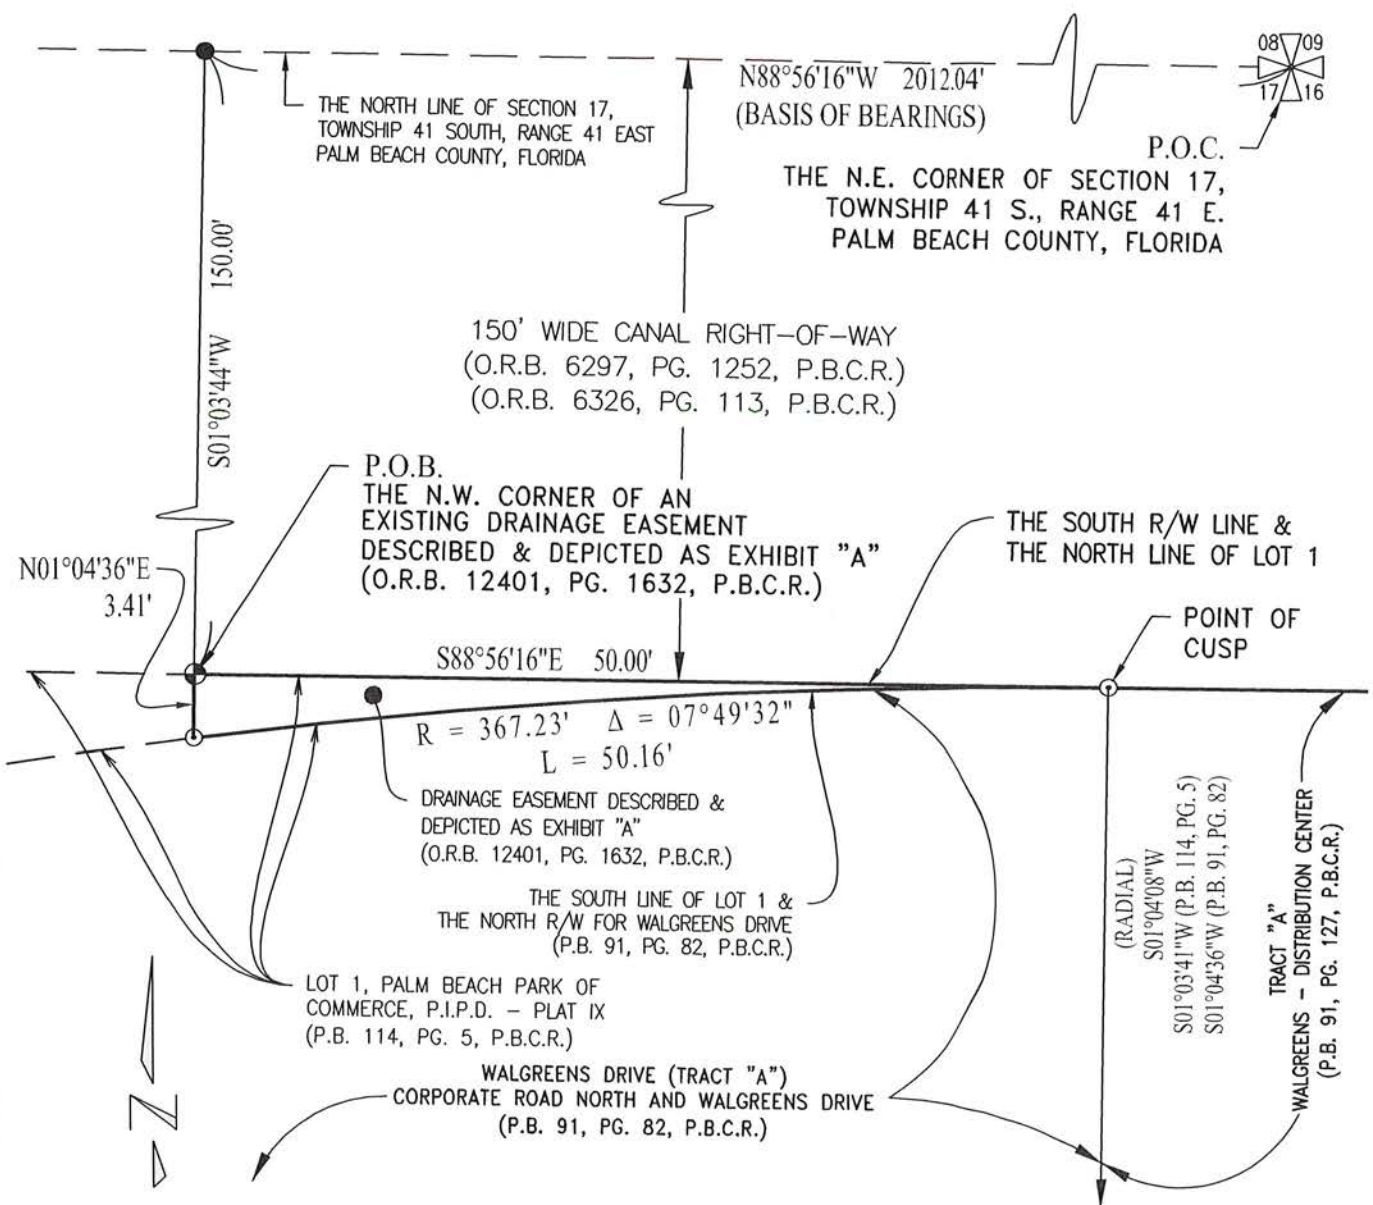 08 09
17 16
N88°56'16"W 2012.04'
(BASIS OF BEARINGS)
THE NORTH LINE OF SECTION 17,
TOWNSHIP 41 SOUTH, RANGE 41 EAST
PALM BEACH COUNTY, FLORIDA
P.O.C.
THE N.E. CORNER OF SECTION 17,
TOWNSHIP 41 S., RANGE 41 E.
PALM BEACH COUNTY, FLORIDA
S01°03'44"W 150.00'
150' WIDE CANAL RIGHT-OF-WAY
(O.R.B. 6297, PG. 1252, P.B.C.R.)
(O.R.B. 6326, PG. 113, P.B.C.R.)
P.O.B.
THE N.W. CORNER OF AN
EXISTING DRAINAGE EASEMENT
DESCRIBED & DEPICTED AS EXHIBIT "A"
(O.R.B. 12401, PG. 1632, P.B.C.R.)
THE SOUTH R/W LINE &
THE NORTH LINE OF LOT 1
N01°04'36"E
3.41'
POINT OF
CUSP
S88°56'16"E 50.00'
R = 367.23' Δ = 07°49'32"
L = 50.16'
DRAINAGE EASEMENT DESCRIBED &
DEPICTED AS EXHIBIT "A"
(O.R.B. 12401, PG. 1632, P.B.C.R.)
THE SOUTH LINE OF LOT 1 &
THE NORTH R/W FOR WALGREENS DRIVE
(P.B. 91, PG. 82, P.B.C.R.)
(RADIAL)
S01°04'08"W
S01°03'41"W (P.B. 114, PG. 5)
S01°04'36"W (P.B. 91, PG. 82)
TRACT "A"
WALGREENS - DISTRIBUTION CENTER
(P.B. 91, PG. 127, P.B.C.R.)
LOT 1, PALM BEACH PARK OF
COMMERCE, P.I.P.D. - PLAT IX
(P.B. 114, PG. 5, P.B.C.R.)
WALGREENS DRIVE (TRACT "A")
CORPORATE ROAD NORTH AND WALGREENS DRIVE
(P.B. 91, PG. 82, P.B.C.R.)
N